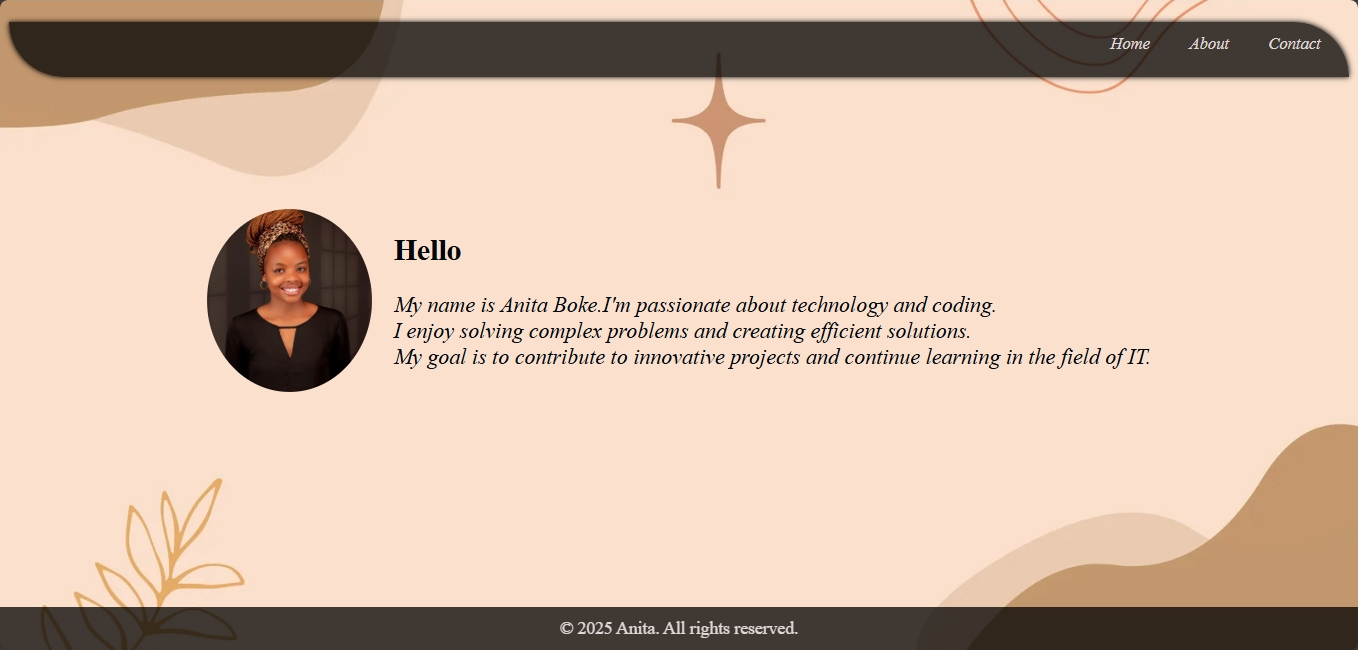 Home About Contact
Hello
My name is Anita Boke.I'm passionate about technology and coding.
I enjoy solving complex problems and creating efficient solutions.
My goal is to contribute to innovative projects and continue learning in the field of IT.
© 2025 Anita. All rights reserved.